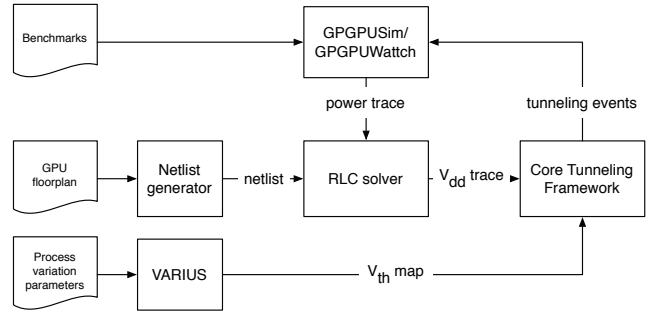 Benchmarks
GPGPUSim/
GPGPUWattch
power trace
tunneling events
GPU
floorplan
Netlist
generator
netlist
RLC solver
Vdd trace
Core Tunneling
Framework
Process
variation
parameters
VARIUS
Vth map